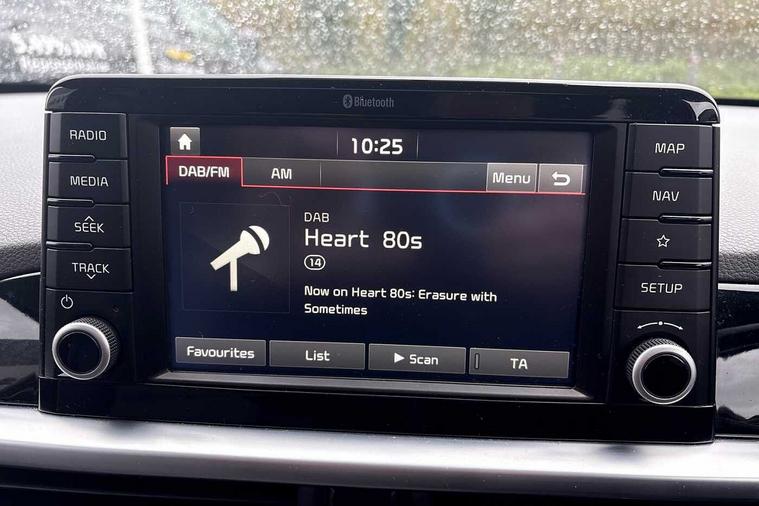 Bluetooth
RADIO
MEDIA
SEEK
TRACK
10:25
DAB/FM
AM
Menu
DAB
Heart 80s
14
Now on Heart 80s: Erasure with
Sometimes
Favourites
List
Scan
TA
MAP
NAV
SETUP